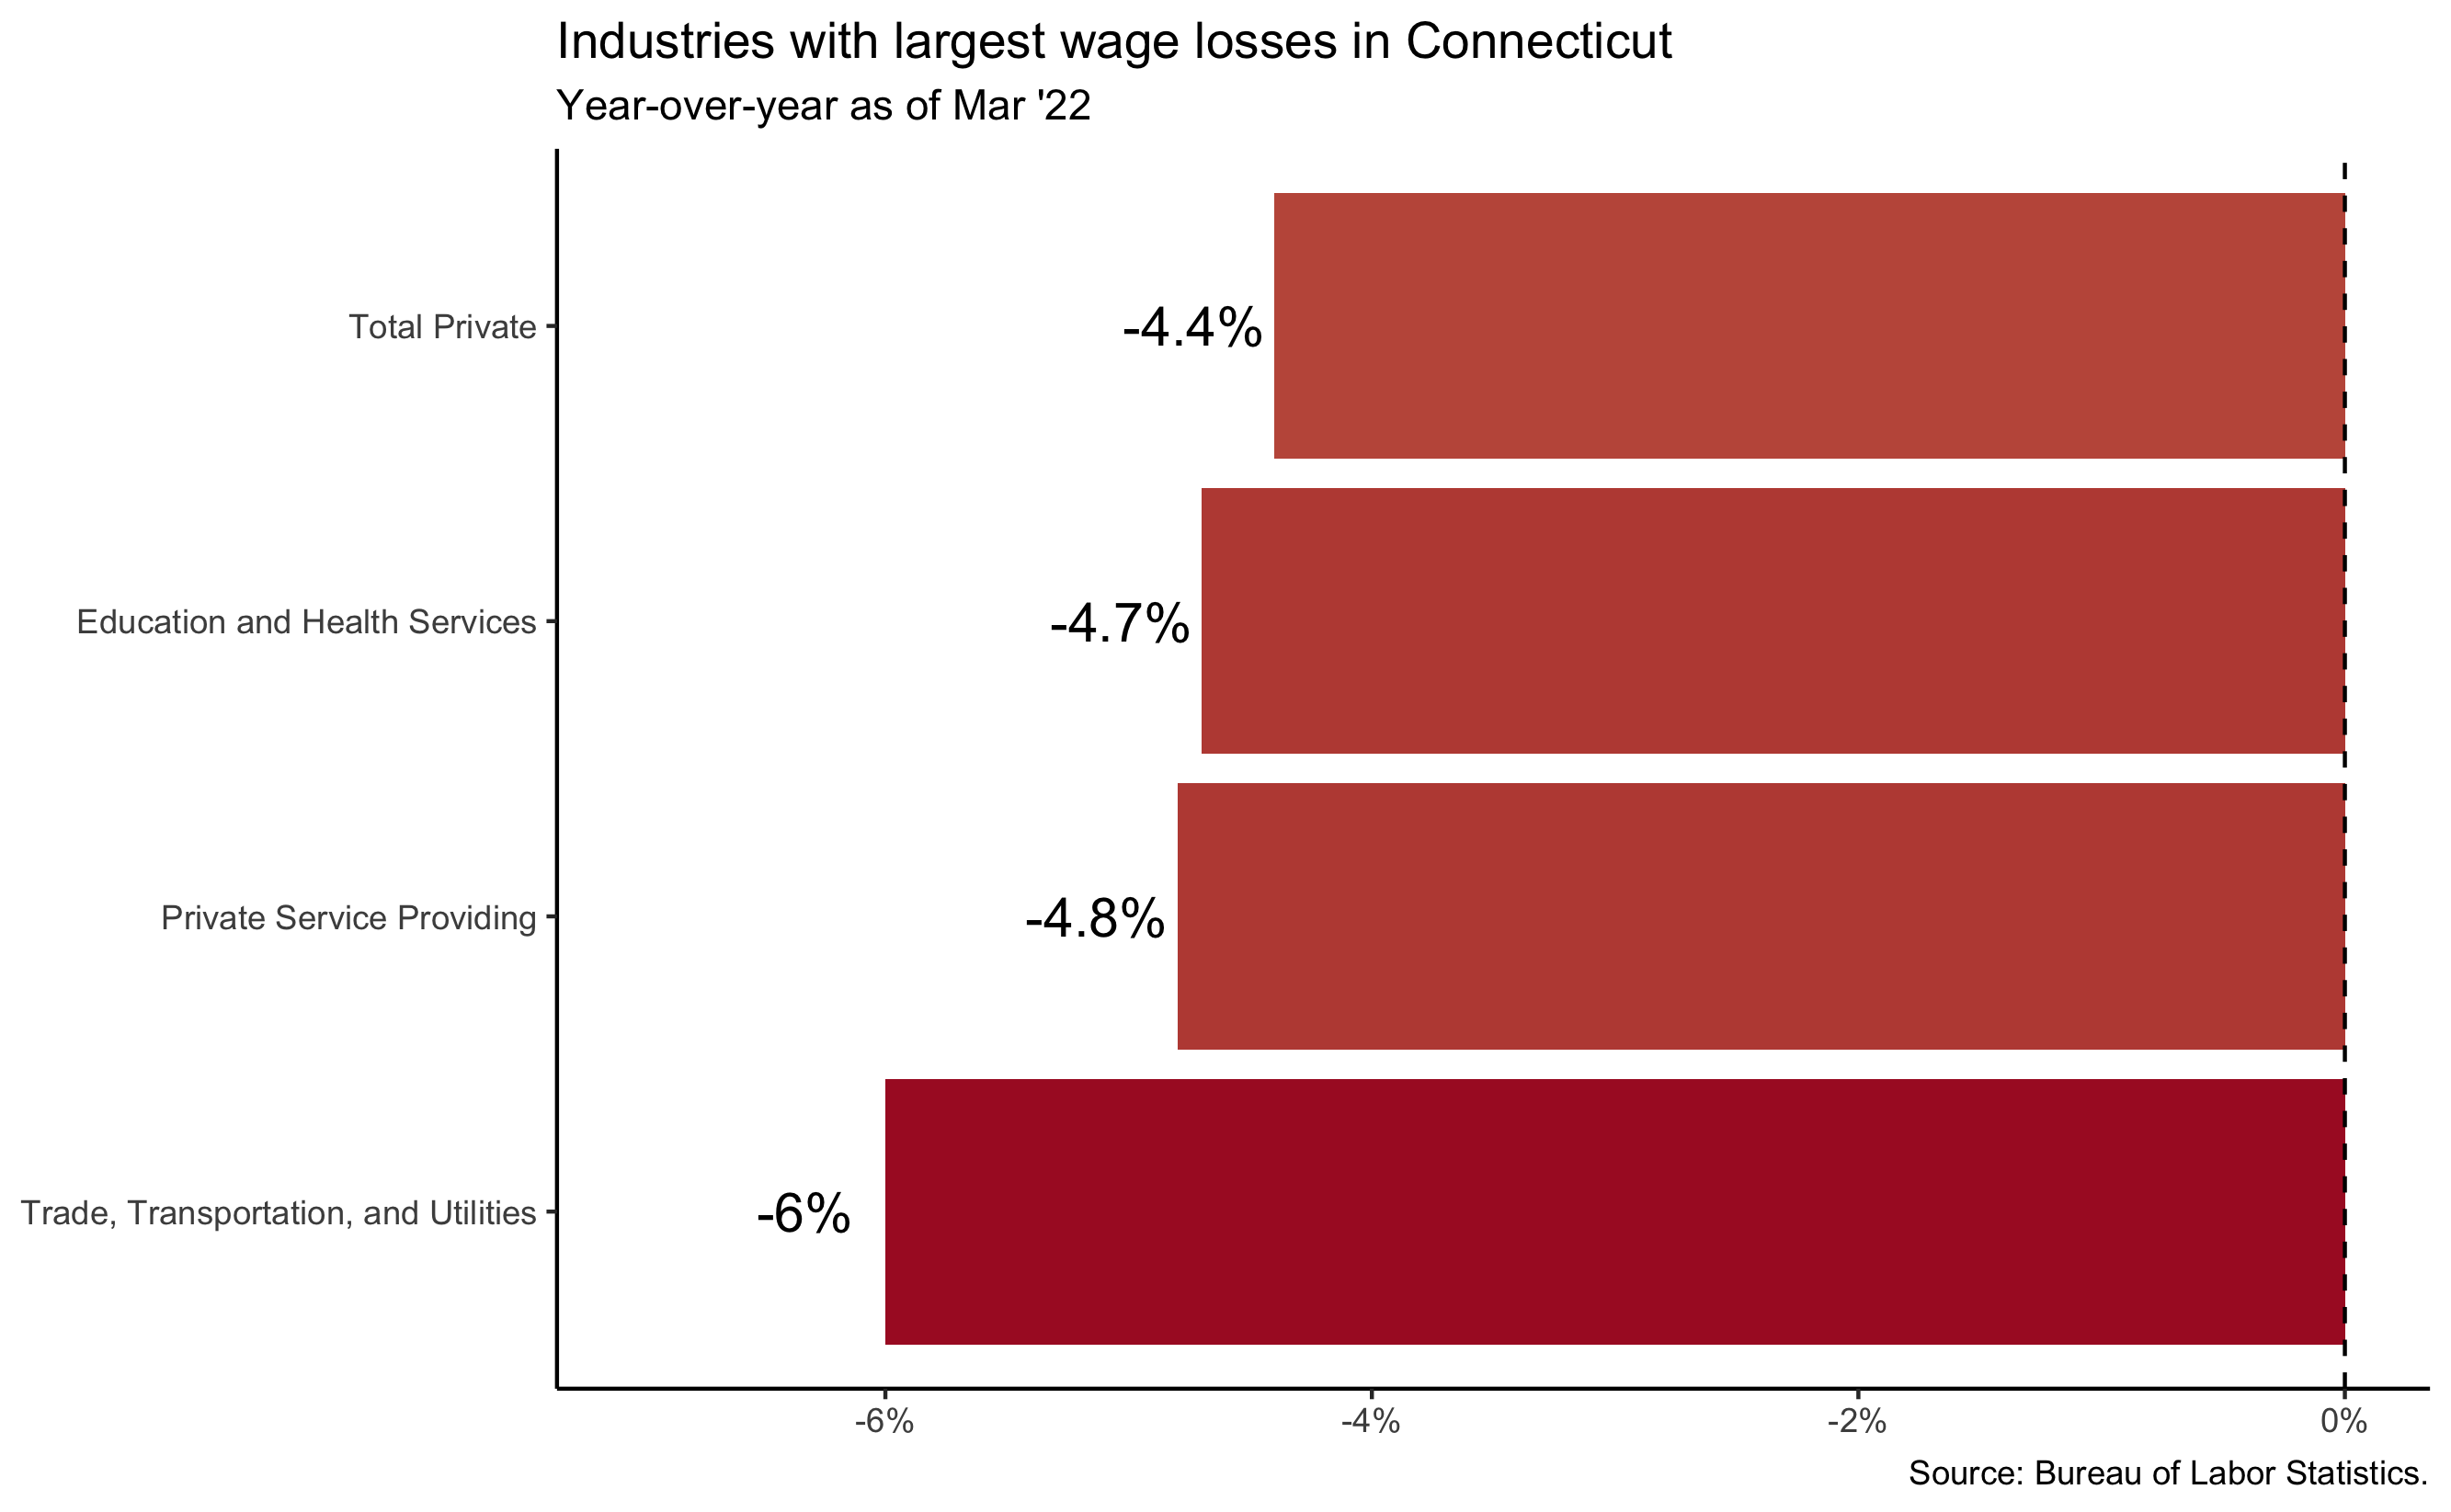 Industries with largest wage losses in Connecticut
Year-over-year as of Mar '22
Total Private
-4.4%
Education and Health Services
-4.7%
Private Service Providing
-4.8%
Trade, Transportation, and Utilities
-6%
-6%
-4%
-2%
0%
Source: Bureau of Labor Statistics.